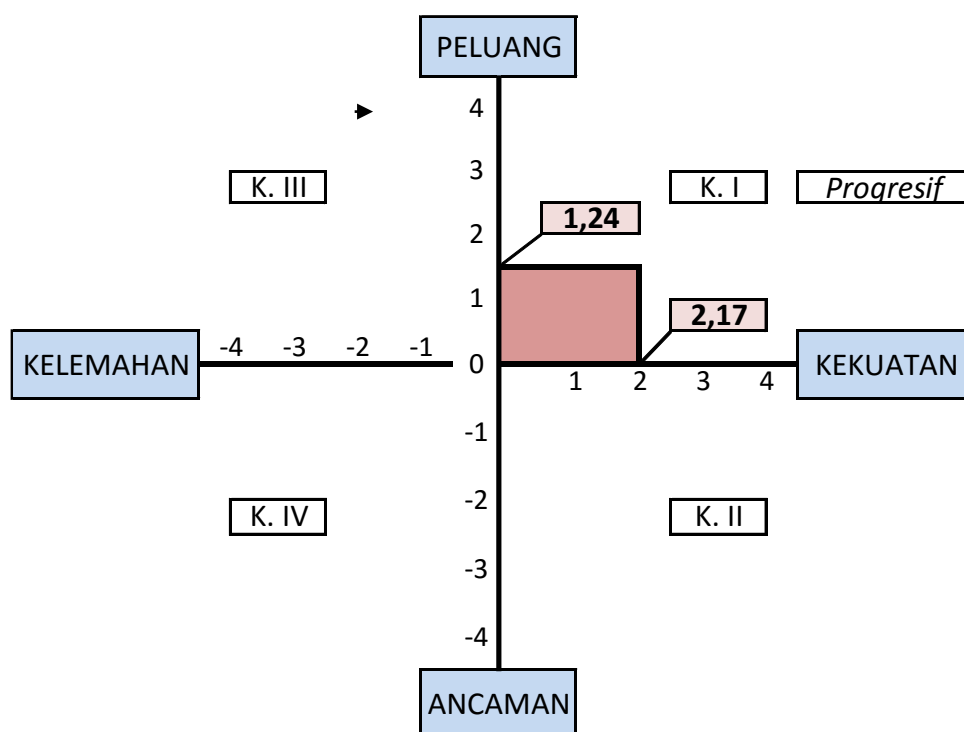 PELUANG
4
3
K. III
K. I
Progresif
1,24
2
1
2,17
KELEMAHAN
-4
-3
-2
-1
0
1
2
3
4
KEKUATAN
-1
-2
K. IV
K. II
-3
-4
ANCAMAN